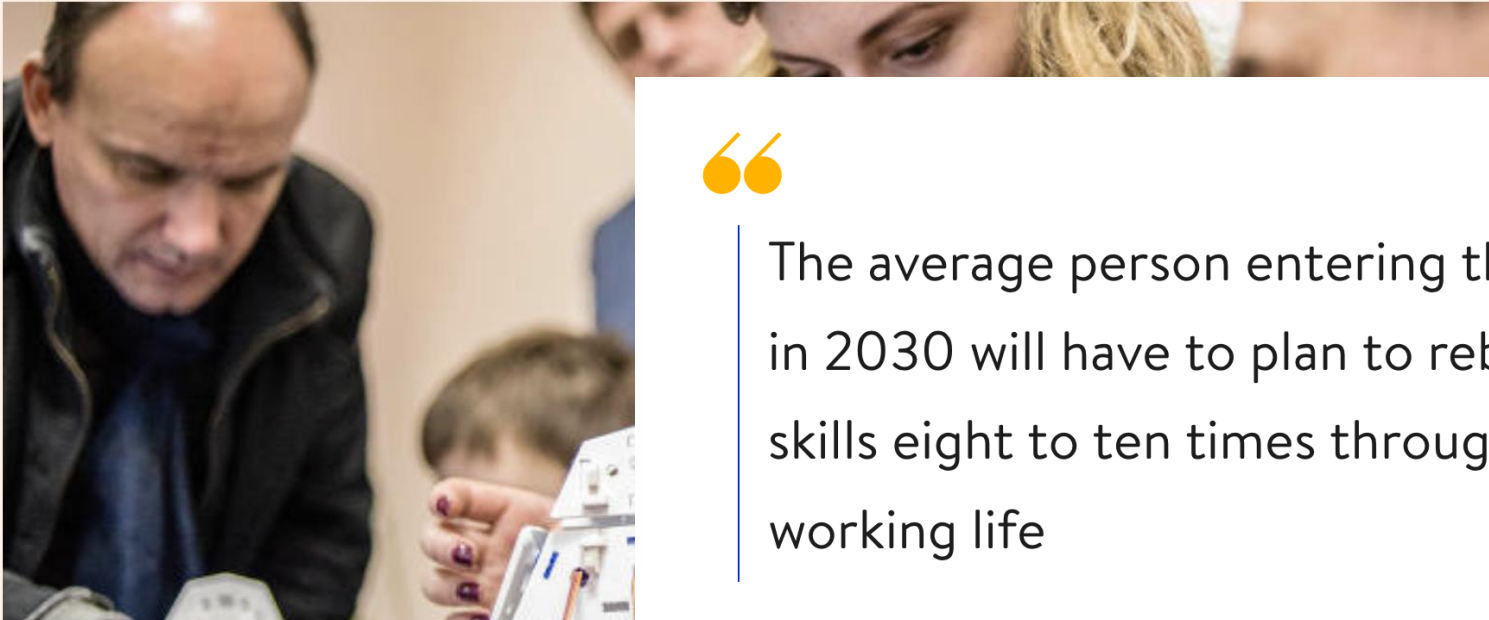 The average person entering
in 2030 will have to plan to
skills eight to ten times
working life